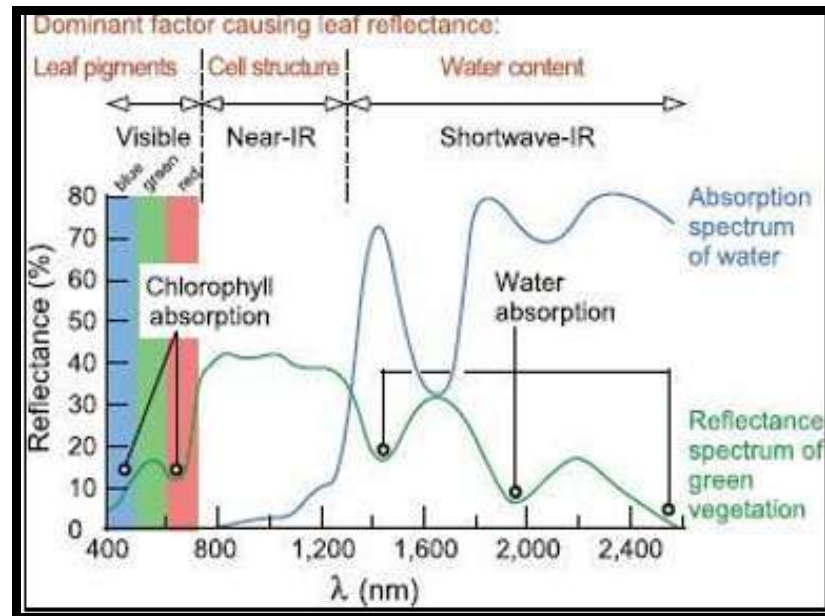 Dominant factor causing leaf reflectance:
Leaf pigments
Cell structure
Water content
Visible
Near-IR
Shortwave-IR
blue
green
red
Absorption
spectrum
of water
Chlorophyll
absorption
Water
absorption
Reflectance
spectrum of
green
vegetation
Reflectance (%)
80
70
60
50
40
30
20
10
0
400
800
1,200
1,600
2,000
2,400
λ (nm)